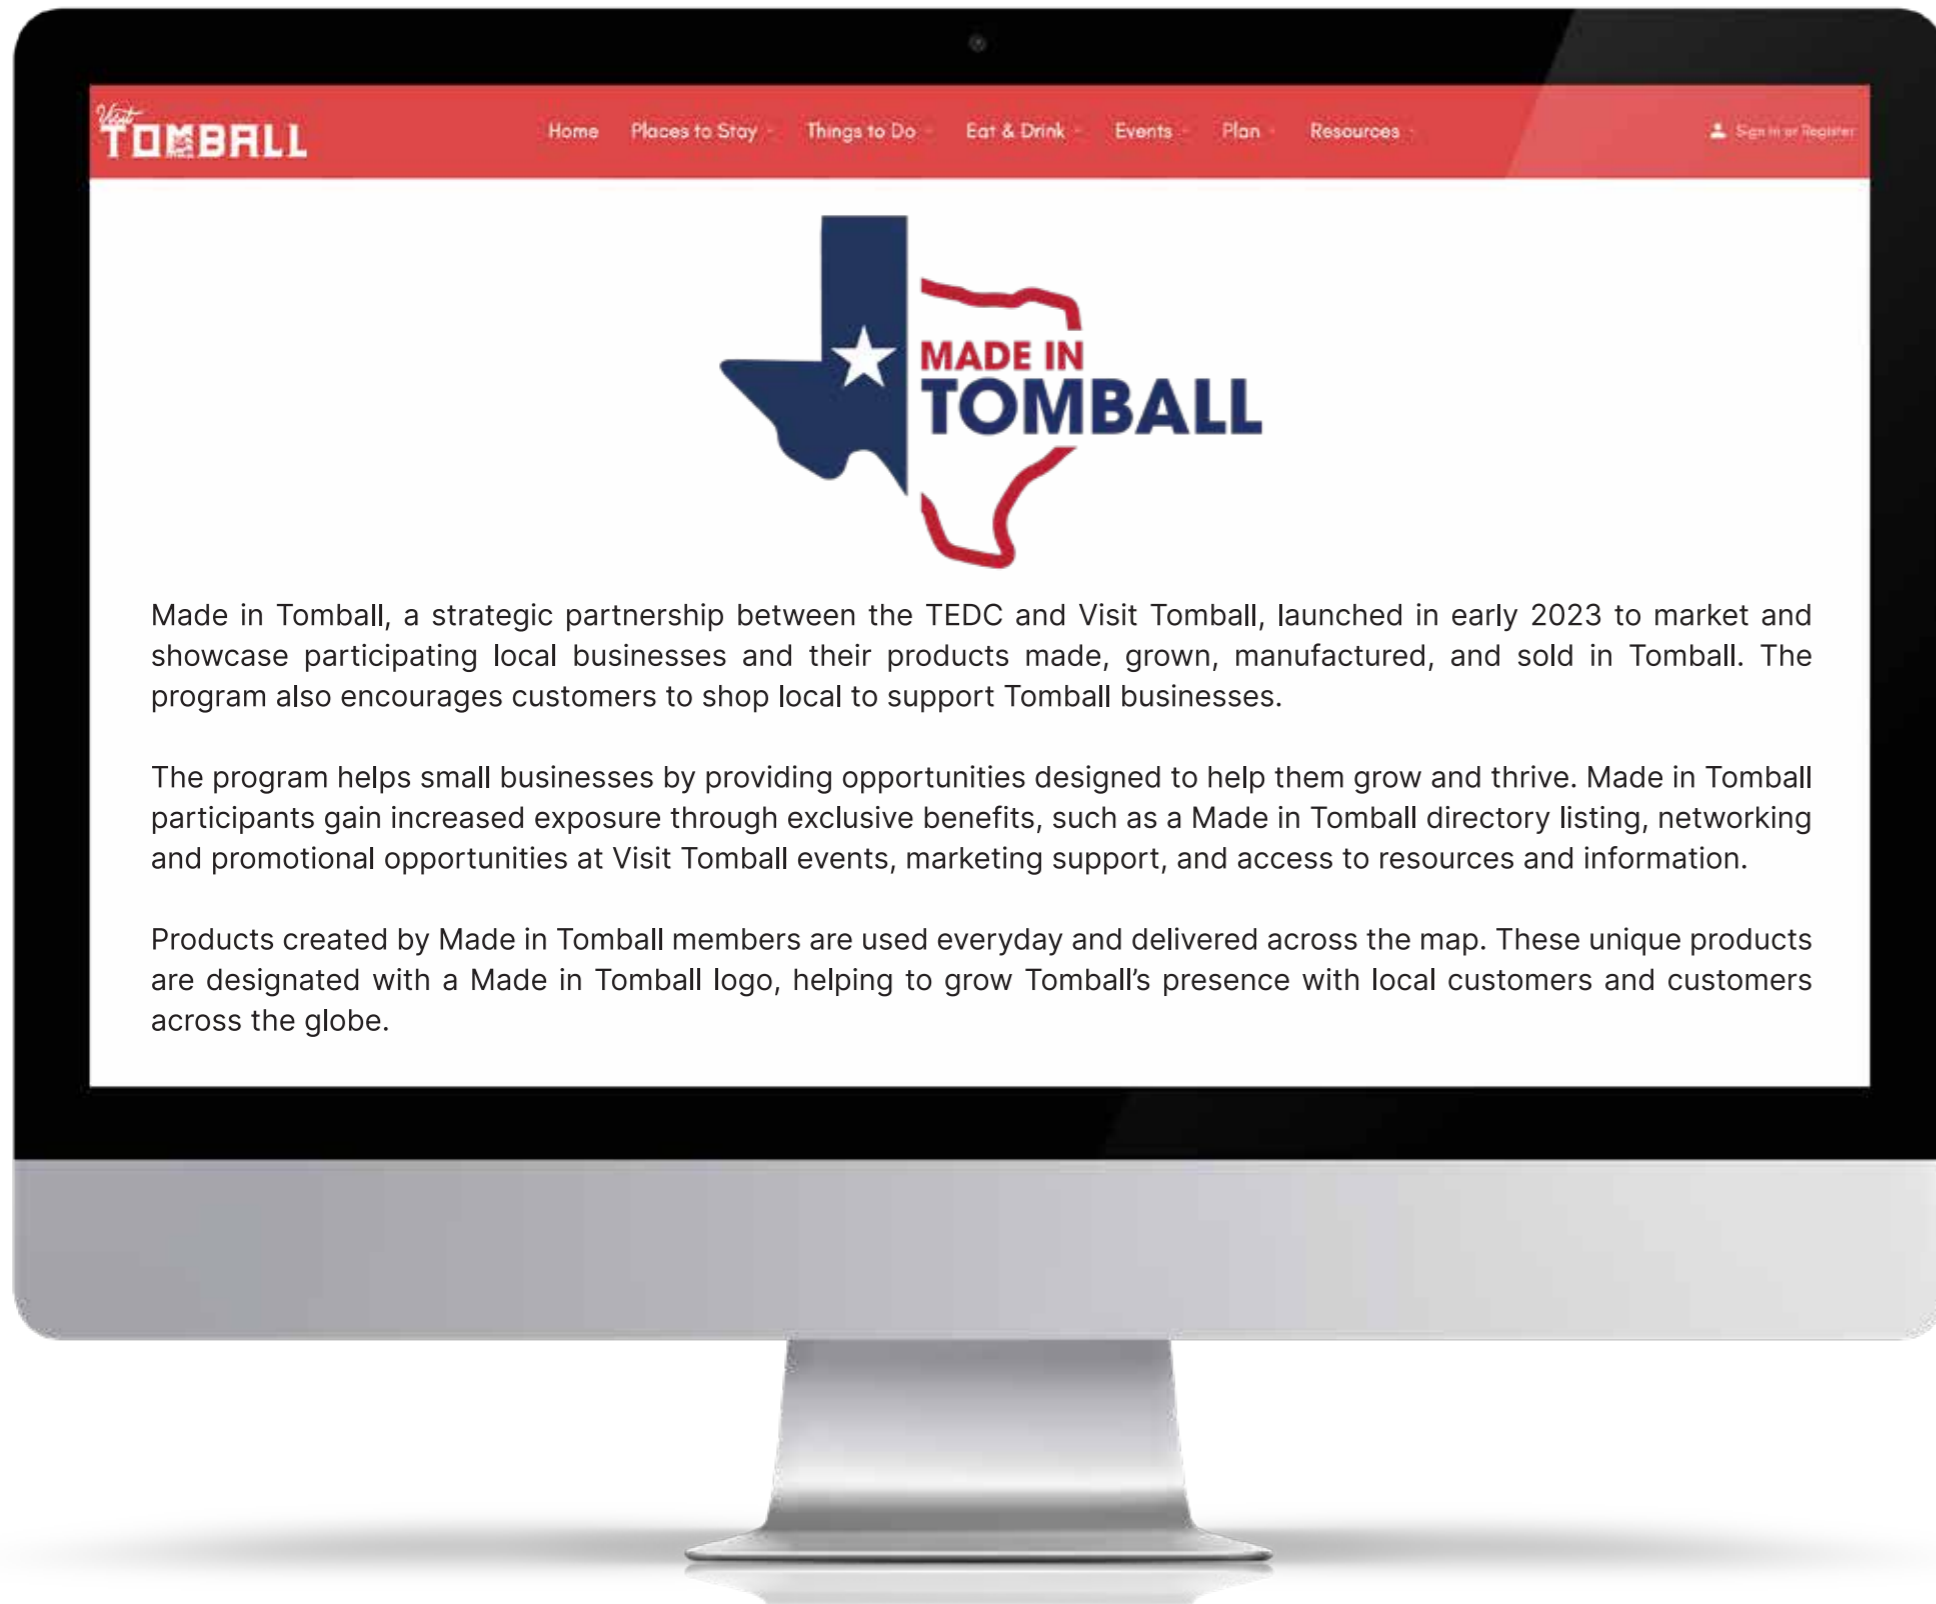 Visit
TOMBALL
Home Places to Stay Things to Do Eat & Drink Events Plan Resources Sign In or Register
MADE IN
TOMBALL
Made in Tomball, a strategic partnership between the TEDC and Visit Tomball, launched in early 2023 to market and
showcase participating local businesses and their products made, grown, manufactured, and sold in Tomball. The
program also encourages customers to shop local to support Tomball businesses.
The program helps small businesses by providing opportunities designed to help them grow and thrive. Made in Tomball
participants gain increased exposure through exclusive benefits, such as a Made in Tomball directory listing, networking
and promotional opportunities at Visit Tomball events, marketing support, and access to resources and information.
Products created by Made in Tomball members are used everyday and delivered across the map. These unique products
are designated with a Made in Tomball logo, helping to grow Tomball’s presence with local customers and customers
across the globe.